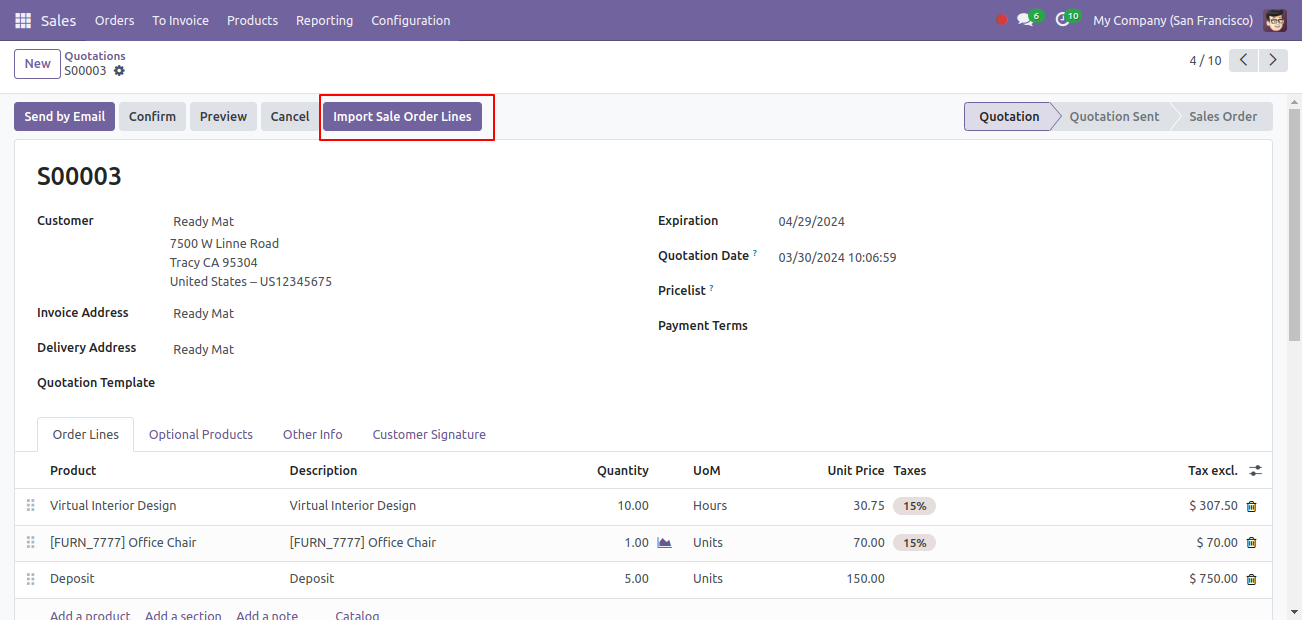 Sales Orders To Invoice Products Reporting Configuration 6 10 My Company (San Francisco)
New Quotations
S00003
4 / 10
Send by Email Confirm Preview Cancel Import Sale Order Lines Quotation Quotation Sent Sales Order
S00003
Customer Ready Mat Expiration 04/29/2024
7500 W Linne Road
Tracy CA 95304
United States – US12345675
Quotation Date ? 03/30/2024 10:06:59
Pricelist ?
Invoice Address Ready Mat
Payment Terms
Delivery Address Ready Mat
Quotation Template
Order Lines Optional Products Other Info Customer Signature
Product Description Quantity UoM Unit Price Taxes Tax excl.
Virtual Interior Design Virtual Interior Design 10.00 Hours 30.75 15% $ 307.50
[FURN_7777] Office Chair [FURN_7777] Office Chair 1.00 Units 70.00 15% $ 70.00
Deposit Deposit 5.00 Units 150.00 $ 750.00
Add a product Add a section Add a note Catalog